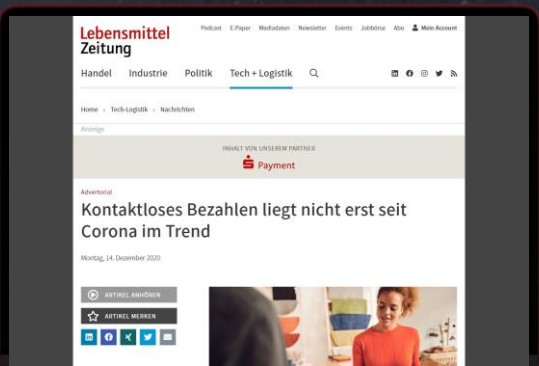 Lebensmittel
Zeitung
Podcast E-Paper Mediadaten Newsletter Events Jobbörse Abo Mein Account
Handel Industrie Politik Tech + Logistik
Home › Tech-Logistik › Nachrichten
Anzeige
INHALT VON UNSEREM PARTNER
Payment
Advertorial
Kontaktloses Bezahlen liegt nicht erst seit
Corona im Trend
Montag, 14. Dezember 2020
ARTIKEL ANHÖREN
ARTIKEL MERKEN